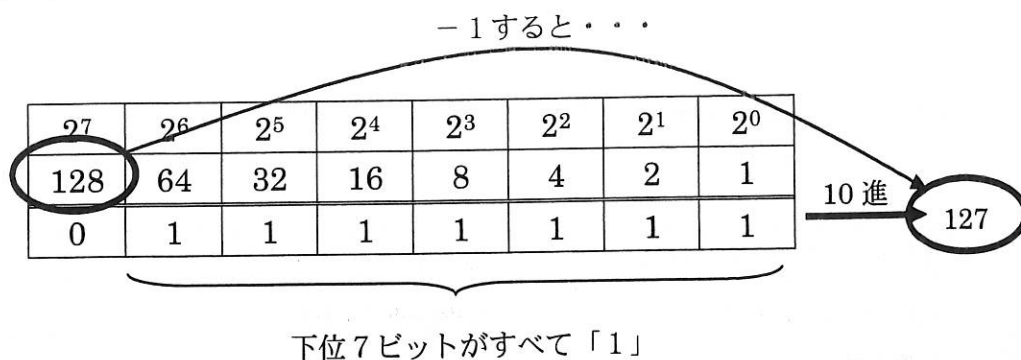 －１すると・・・
2⁷ 2⁶ 2⁵ 2⁴ 2³ 2² 2¹ 2⁰
128 64 32 16 8 4 2 1
10 進
127
0 1 1 1 1 1 1 1
下位７ビットがすべて「１」